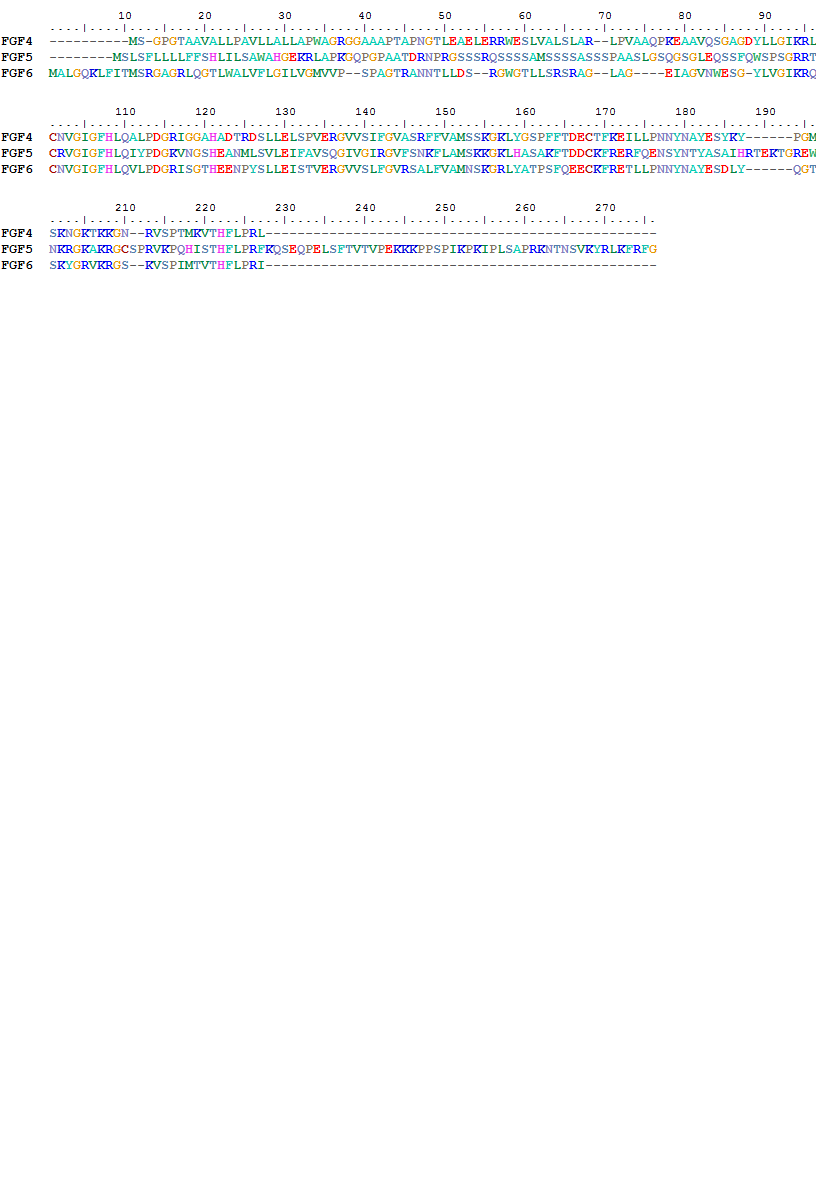 10 20 30 40 50 60 70 80 90
....|....|....|....|....|....|....|....|....|....|....|....|....|....|....|....|....|....|....|.
FGF4 ----------MS-GPGTAAVALLPAVLLALLAPWAGRGGAAAPTAPNGTLEAELERRWESLVALSLAR--LPVAAQPKEAAVQSGAGDYLLGIKRL
FGF5 --------MSLSFLLLLFFSHLILSAWAHGEKRLAPKGQPGPAATDRNPRGSSSRQSSSSAMSSSSASSSPAASLGSQGSGLEQSSFQWSPSGRRT
FGF6 MALGQKLFITMSRGAGRLQGTLWALVFLGILVGMVVP--SPAGTRANNTLLDS--RGWGTLLSRSRAG--LAG----EIAGVNWESG-YLVGIKRQ
110 120 130 140 150 160 170 180 190
....|....|....|....|....|....|....|....|....|....|....|....|....|....|....|....|....|....|....|.
FGF4 CNVGIGFHLQALPDGRIGGAHADTRDSLLELSPVERGVVSIFGVASRFFVAMSSKGKLYGSPFFTDECTFKEILLPNNYNAYESYKY------PGM
FGF5 CRVGIGFHLQIYPDGKVNGSHEANMLSVLEIFAVSQGIVGIRGVFSNKFLAMSKKGKLHASAKFTDDCKFRERFQENSYNTYASAIHRTEKTGREW
FGF6 CNVGIGFHLQVLPDGRISGTHEENPYSLLEISTVERGVVSLFGVRSALFVAMNSKGRLYATPSFQEECKFRETLLPNNYNAYESDLY------QGT
210 220 230 240 250 260 270
....|....|....|....|....|....|....|....|....|....|....|....|....|....|....|.
FGF4 SKNGKTKKGN--RVSPTMKVTHFLPRL-------------------------------------------------
FGF5 NKRGKAKRGCSPRVKPQHISTHFLPRFKQSEQPELSFTVTVPEKKKPPSPIKPKIPLSAPRKNTNSVKYRLKFRFG
FGF6 SKYGRVKRGS--KVSPIMTVTHFLPRI-------------------------------------------------